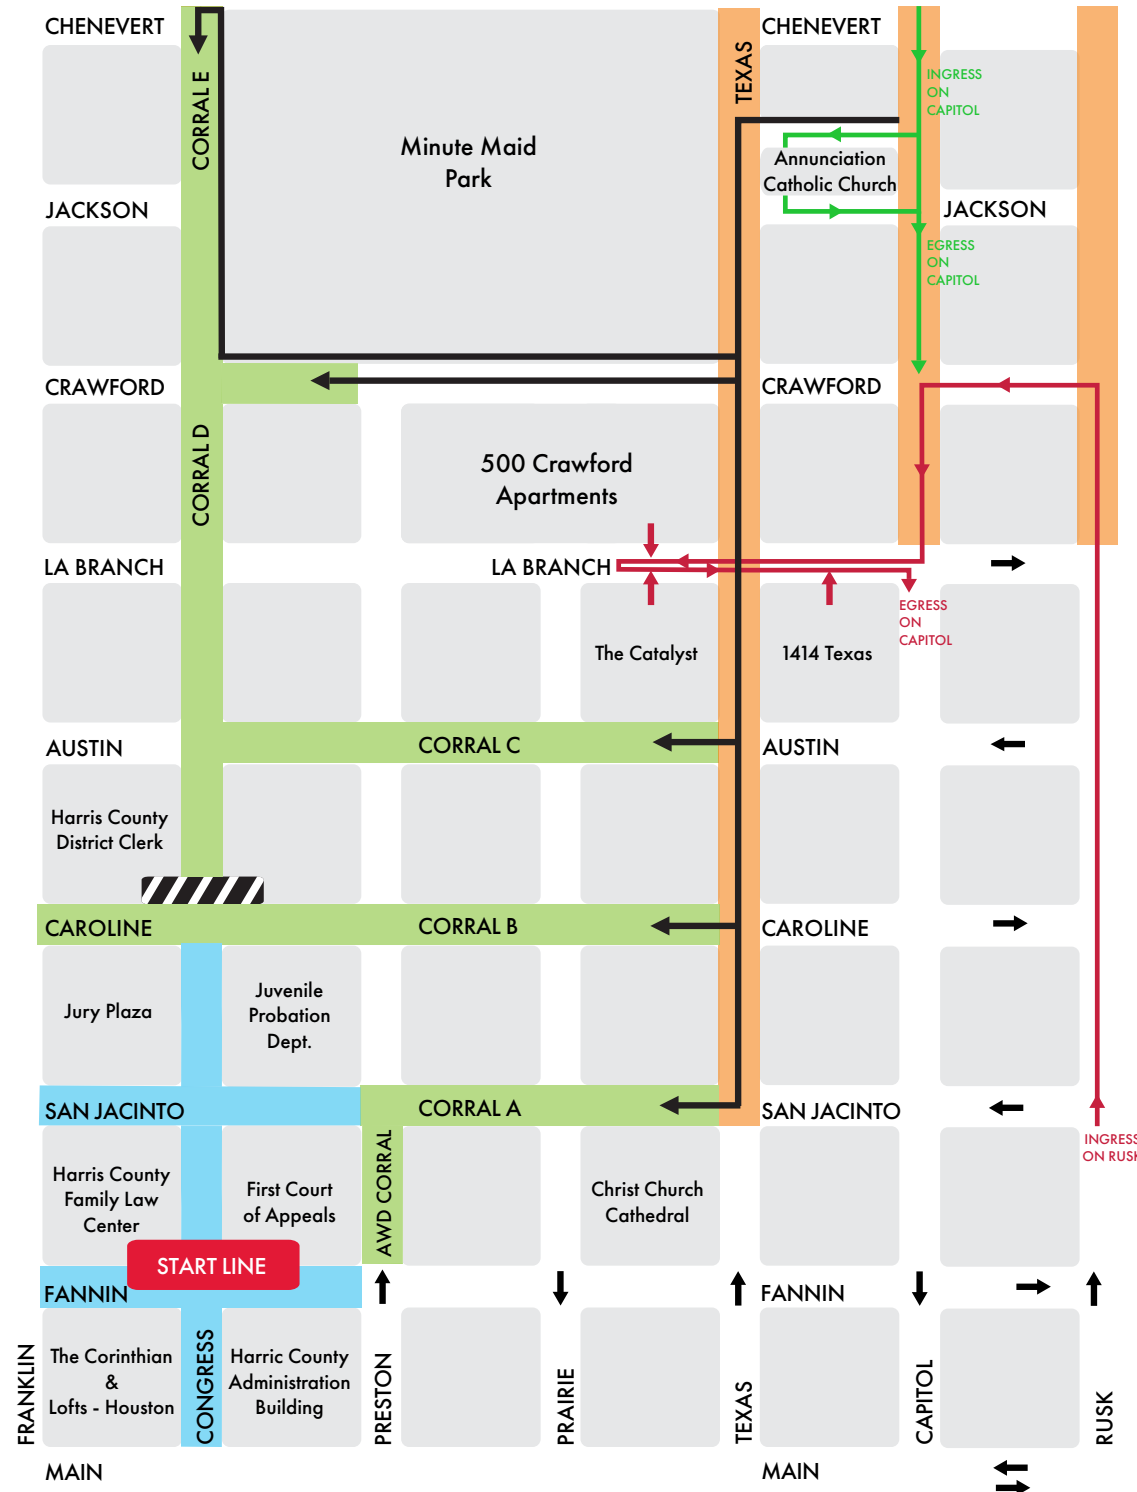 CHENEVERT
CORRAL E
TEXAS
CHENEVERT
INGRESS
ON
CAPITOL
Minute Maid
Park
Annunciation
Catholic Church
JACKSON
JACKSON
EGRESS
ON
CAPITOL
CRAWFORD
CRAWFORD
CORRAL D
500 Crawford
Apartments
LA BRANCH
LA BRANCH
EGRESS
ON
CAPITOL
The Catalyst
1414 Texas
AUSTIN
CORRAL C
AUSTIN
Harris County
District Clerk
CAROLINE
CORRAL B
CAROLINE
Jury Plaza
Juvenile
Probation
Dept.
SAN JACINTO
CORRAL A
SAN JACINTO
INGRESS
ON RUSK
AWD CORRAL
Harris County
Family Law
Center
First Court
of Appeals
Christ Church
Cathedral
START LINE
FANNIN
FANNIN
FRANKLIN
The Corinthian
&
Lofts - Houston
CONGRESS
Harric County
Administration
Building
PRESTON
PRAIRIE
TEXAS
CAPITOL
RUSK
MAIN
MAIN